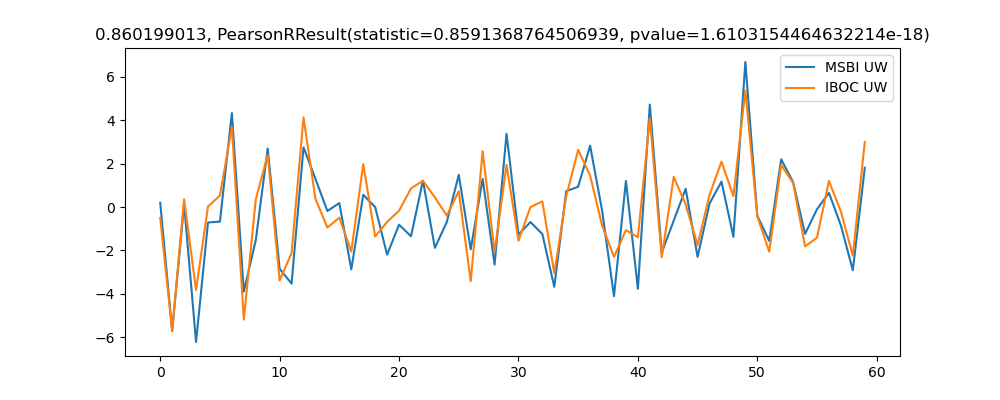 0.860199013, PearsonRResult(statistic=0.8591368764506939, pvalue=1.6103154464632214e-18)
MSBI UW
IBOC UW
6
4
2
0
−2
−4
−6
0 10 20 30 40 50 60